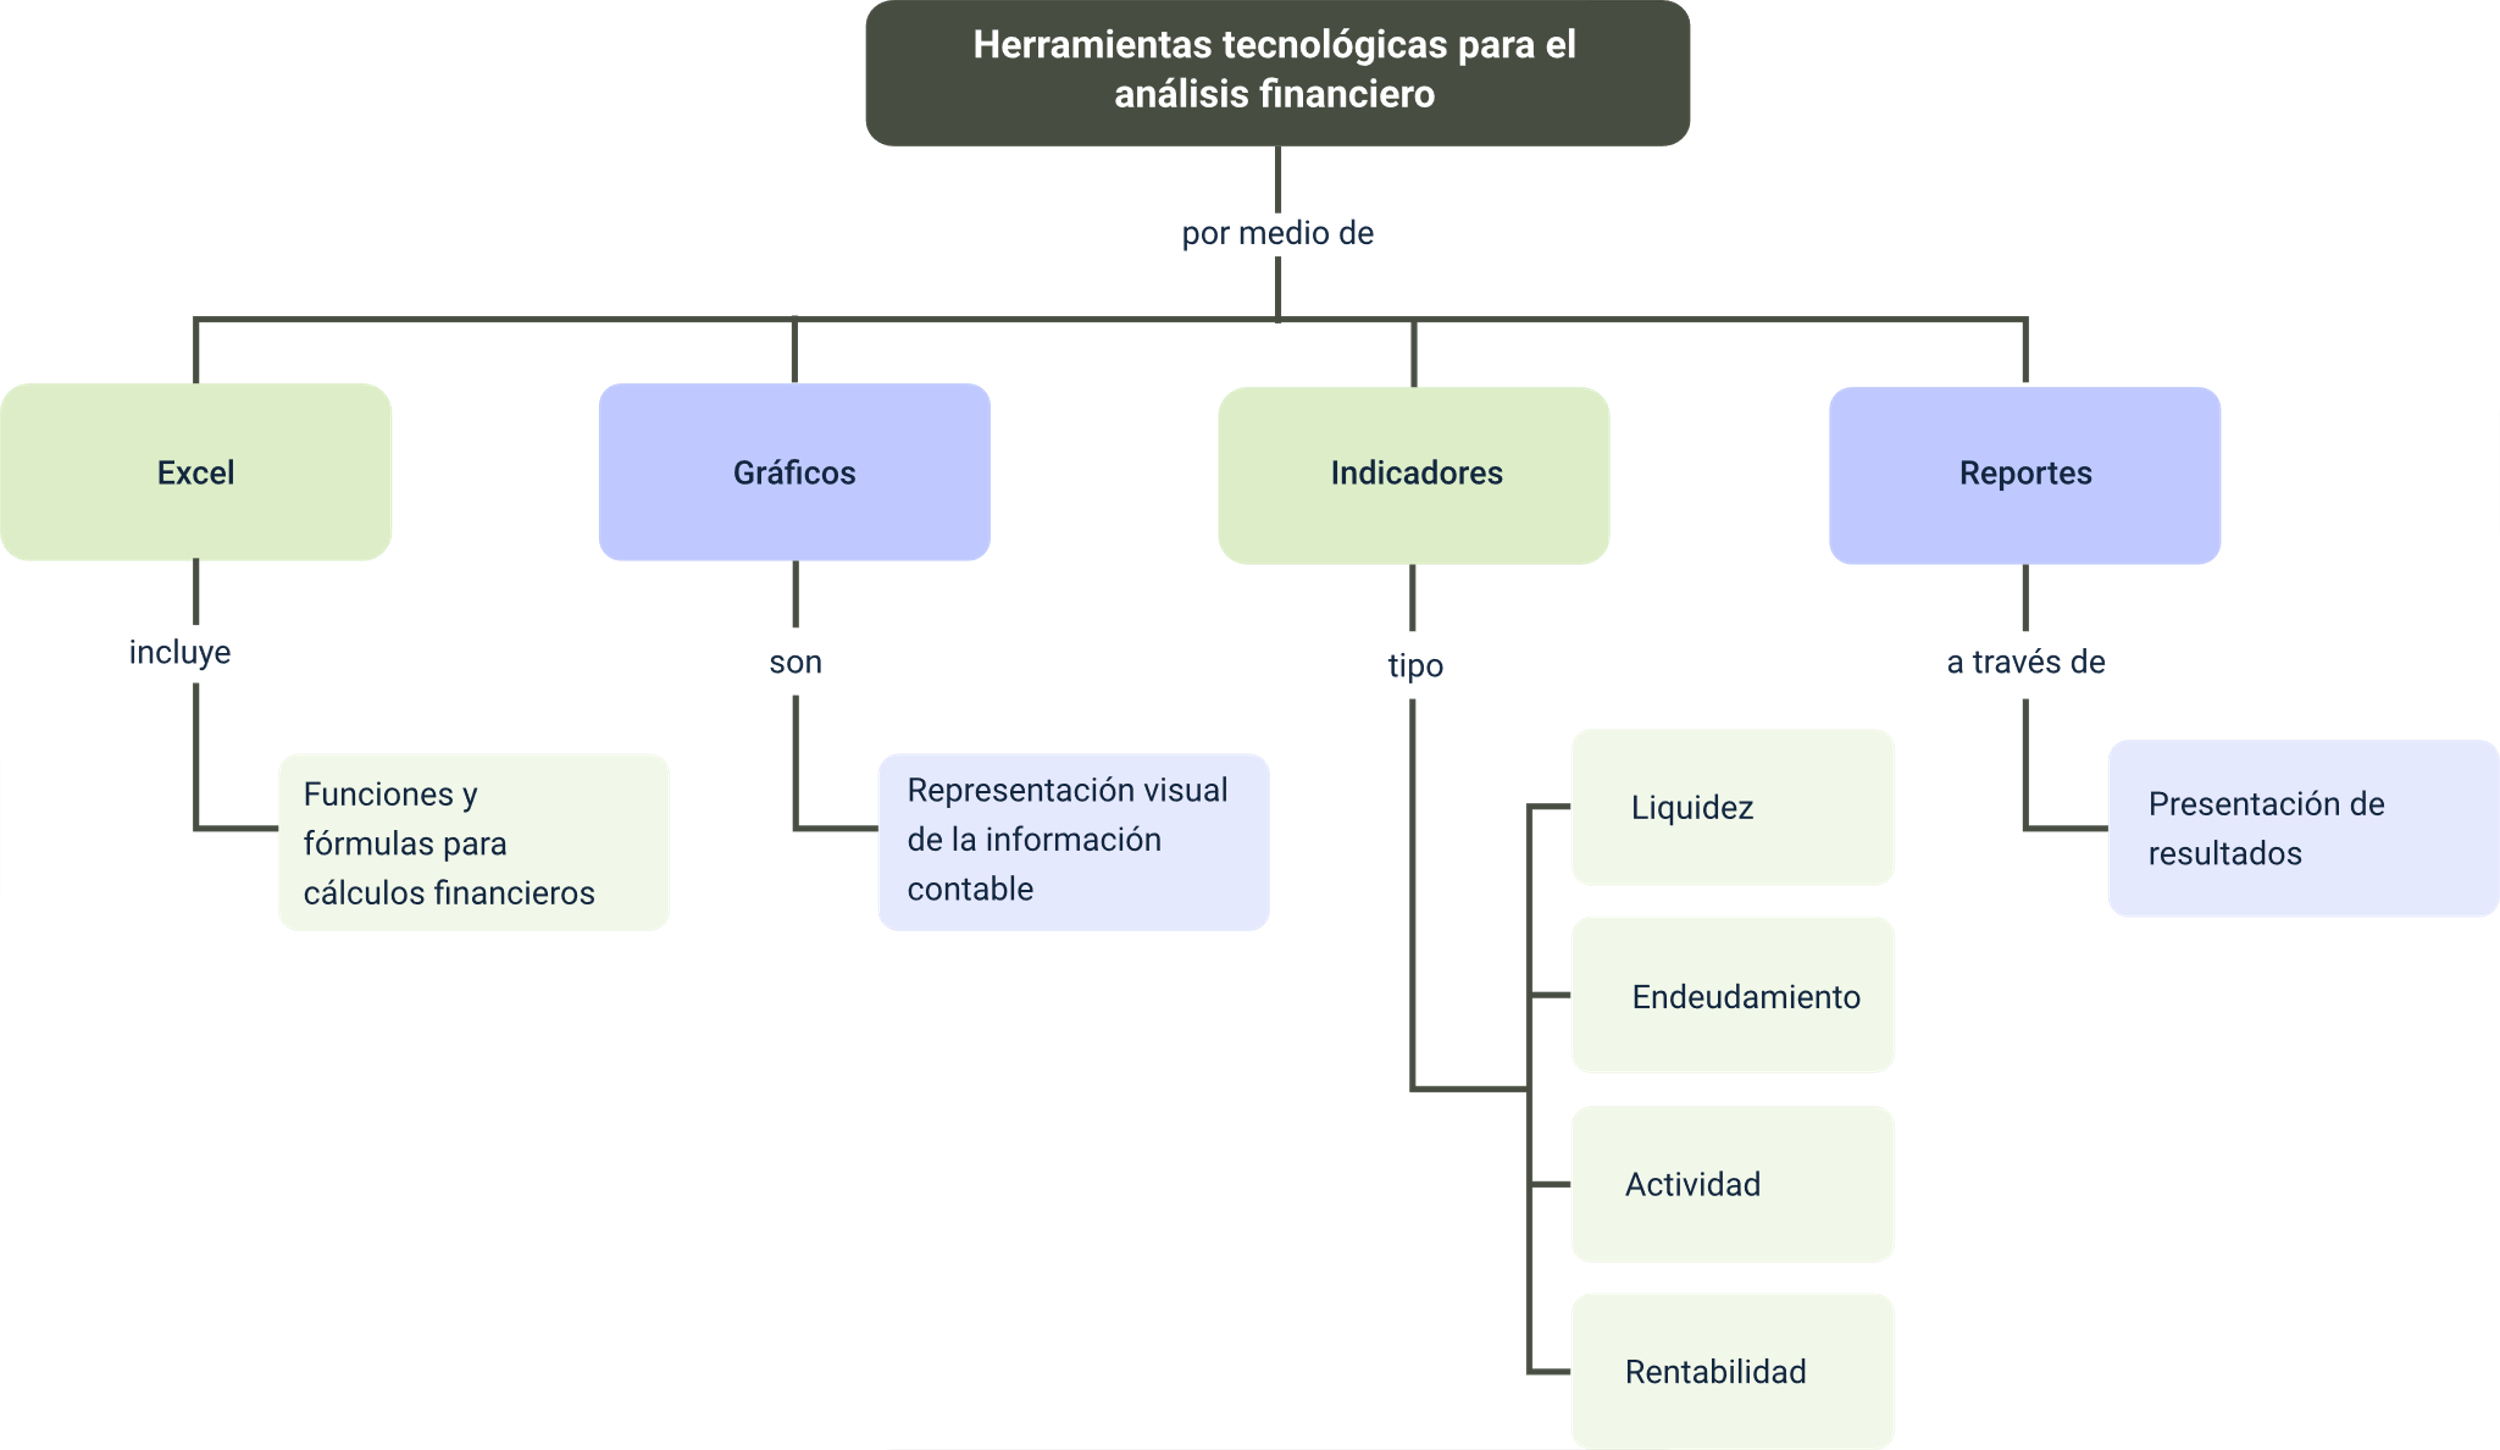 Herramientas tecnológicas para el
análisis financiero
por medio de
Excel
Gráficos
Indicadores
Reportes
incluye
son
tipo
a través de
Funciones y
fórmulas para
cálculos financieros
Representación visual
de la información
contable
Liquidez
Endeudamiento
Actividad
Rentabilidad
Presentación de
resultados